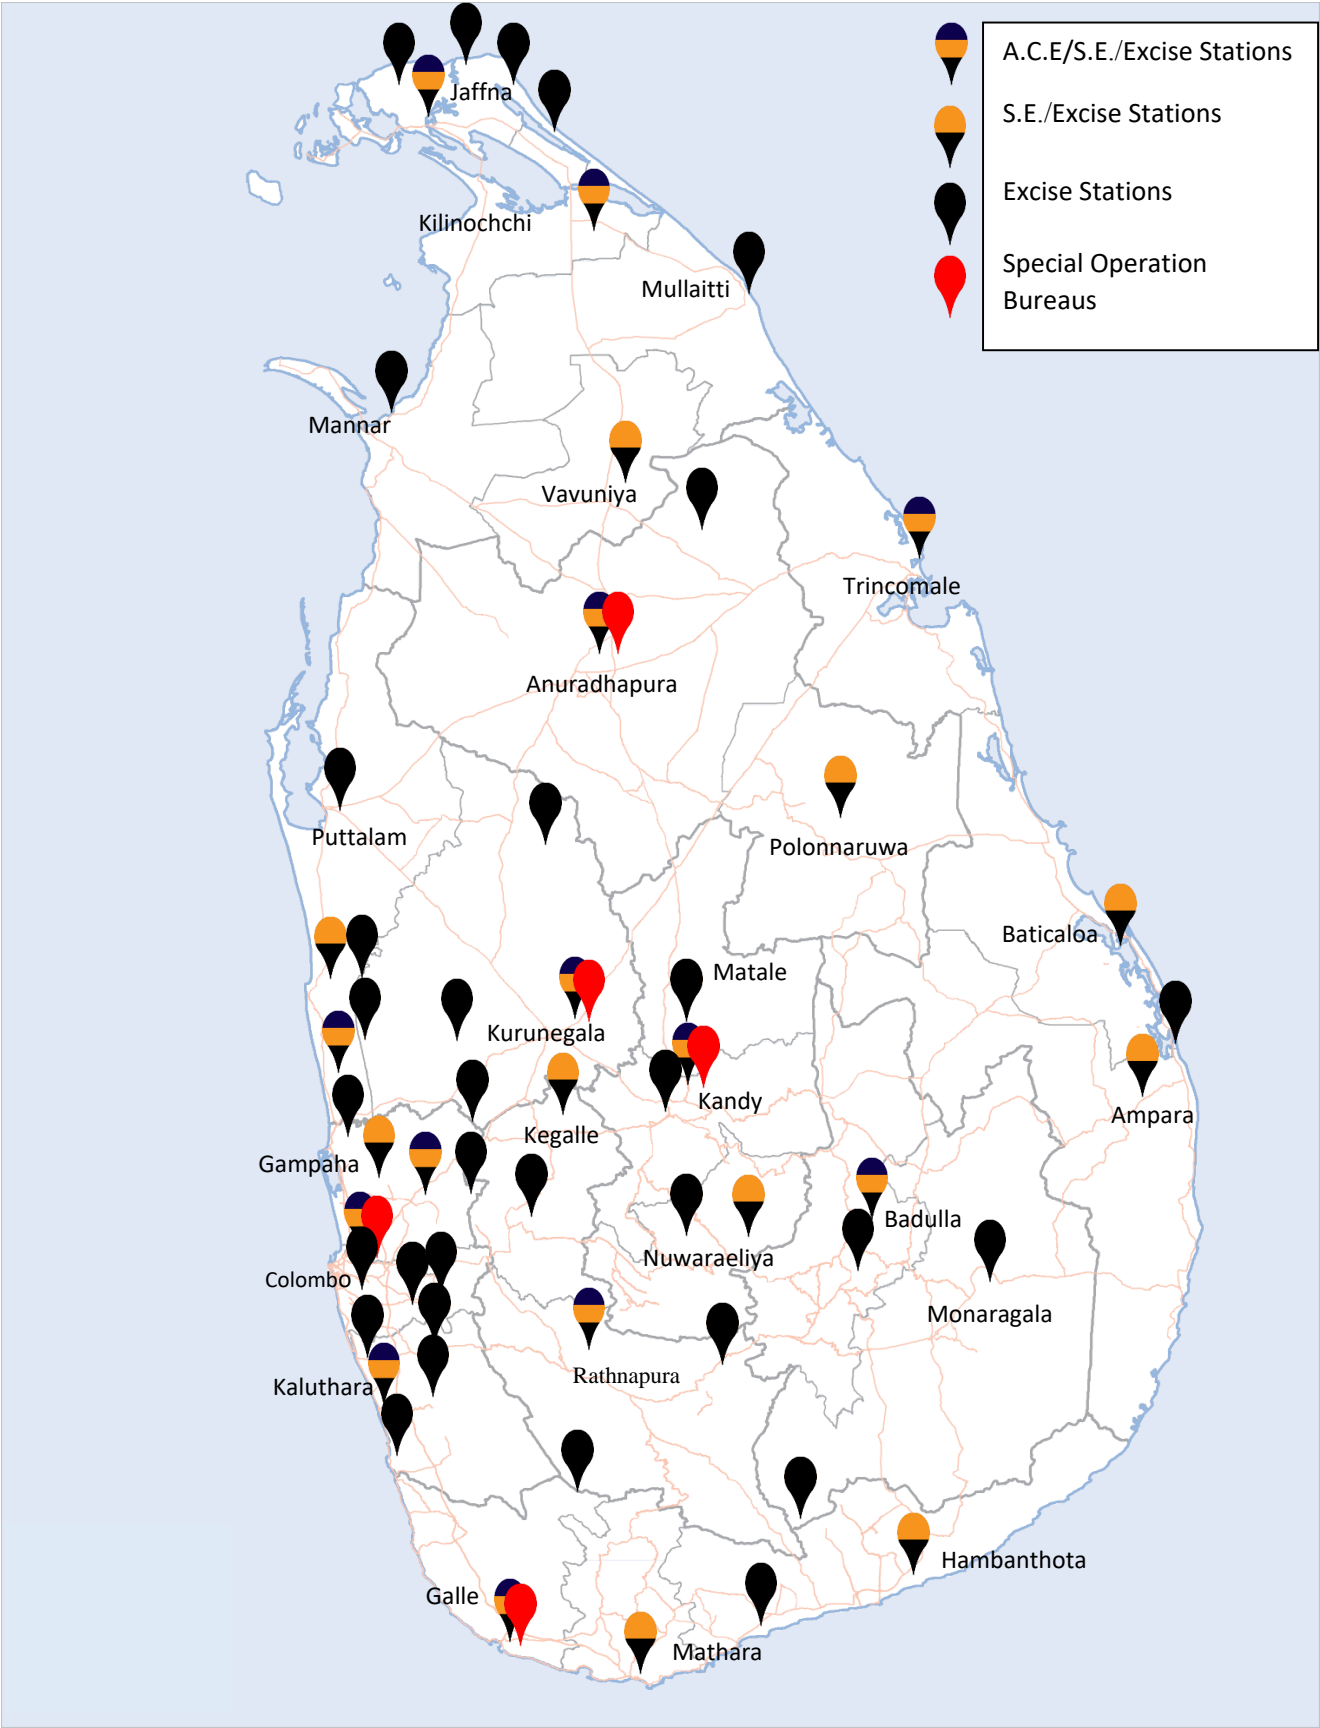 A.C.E/S.E./Excise Stations
S.E./Excise Stations
Excise Stations
Special Operation
Bureaus
Jaffna
Kilinochchi
Mullaitti
Mannar
Vavuniya
Trincomale
Anuradhapura
Puttalam
Polonnaruwa
Baticaloa
Matale
Kurunegala
Kandy
Ampara
Kegalle
Gampaha
Badulla
Nuwaraeliya
Colombo
Monaragala
Rathnapura
Kaluthara
Hambanthota
Galle
Mathara